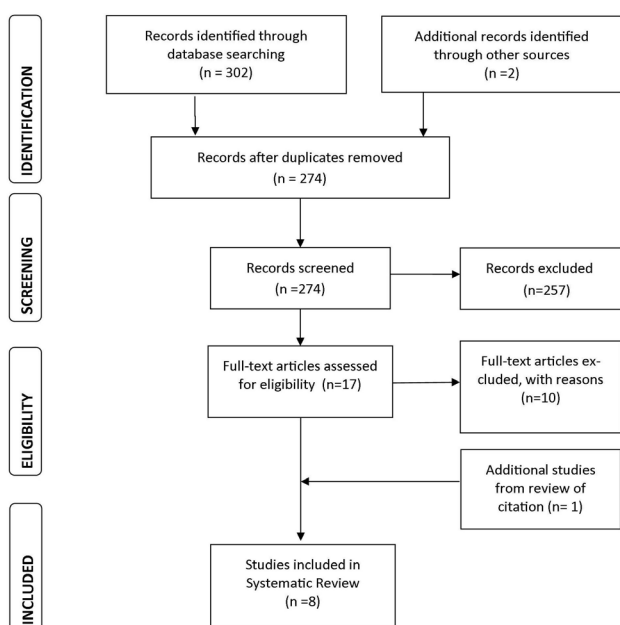 IDENTIFICATION
Records identified through
database searching
(n = 302)
Additional records identified
through other sources
(n =2)
Records after duplicates removed
(n = 274)
SCREENING
Records screened
(n =274)
Records excluded
(n=257)
ELIGIBILITY
Full-text articles assessed
for eligibility (n=17)
Full-text articles ex-
cluded, with reasons
(n=10)
Additional studies
from review of
citation (n= 1)
INCLUDED
Studies included in
Systematic Review
(n =8)